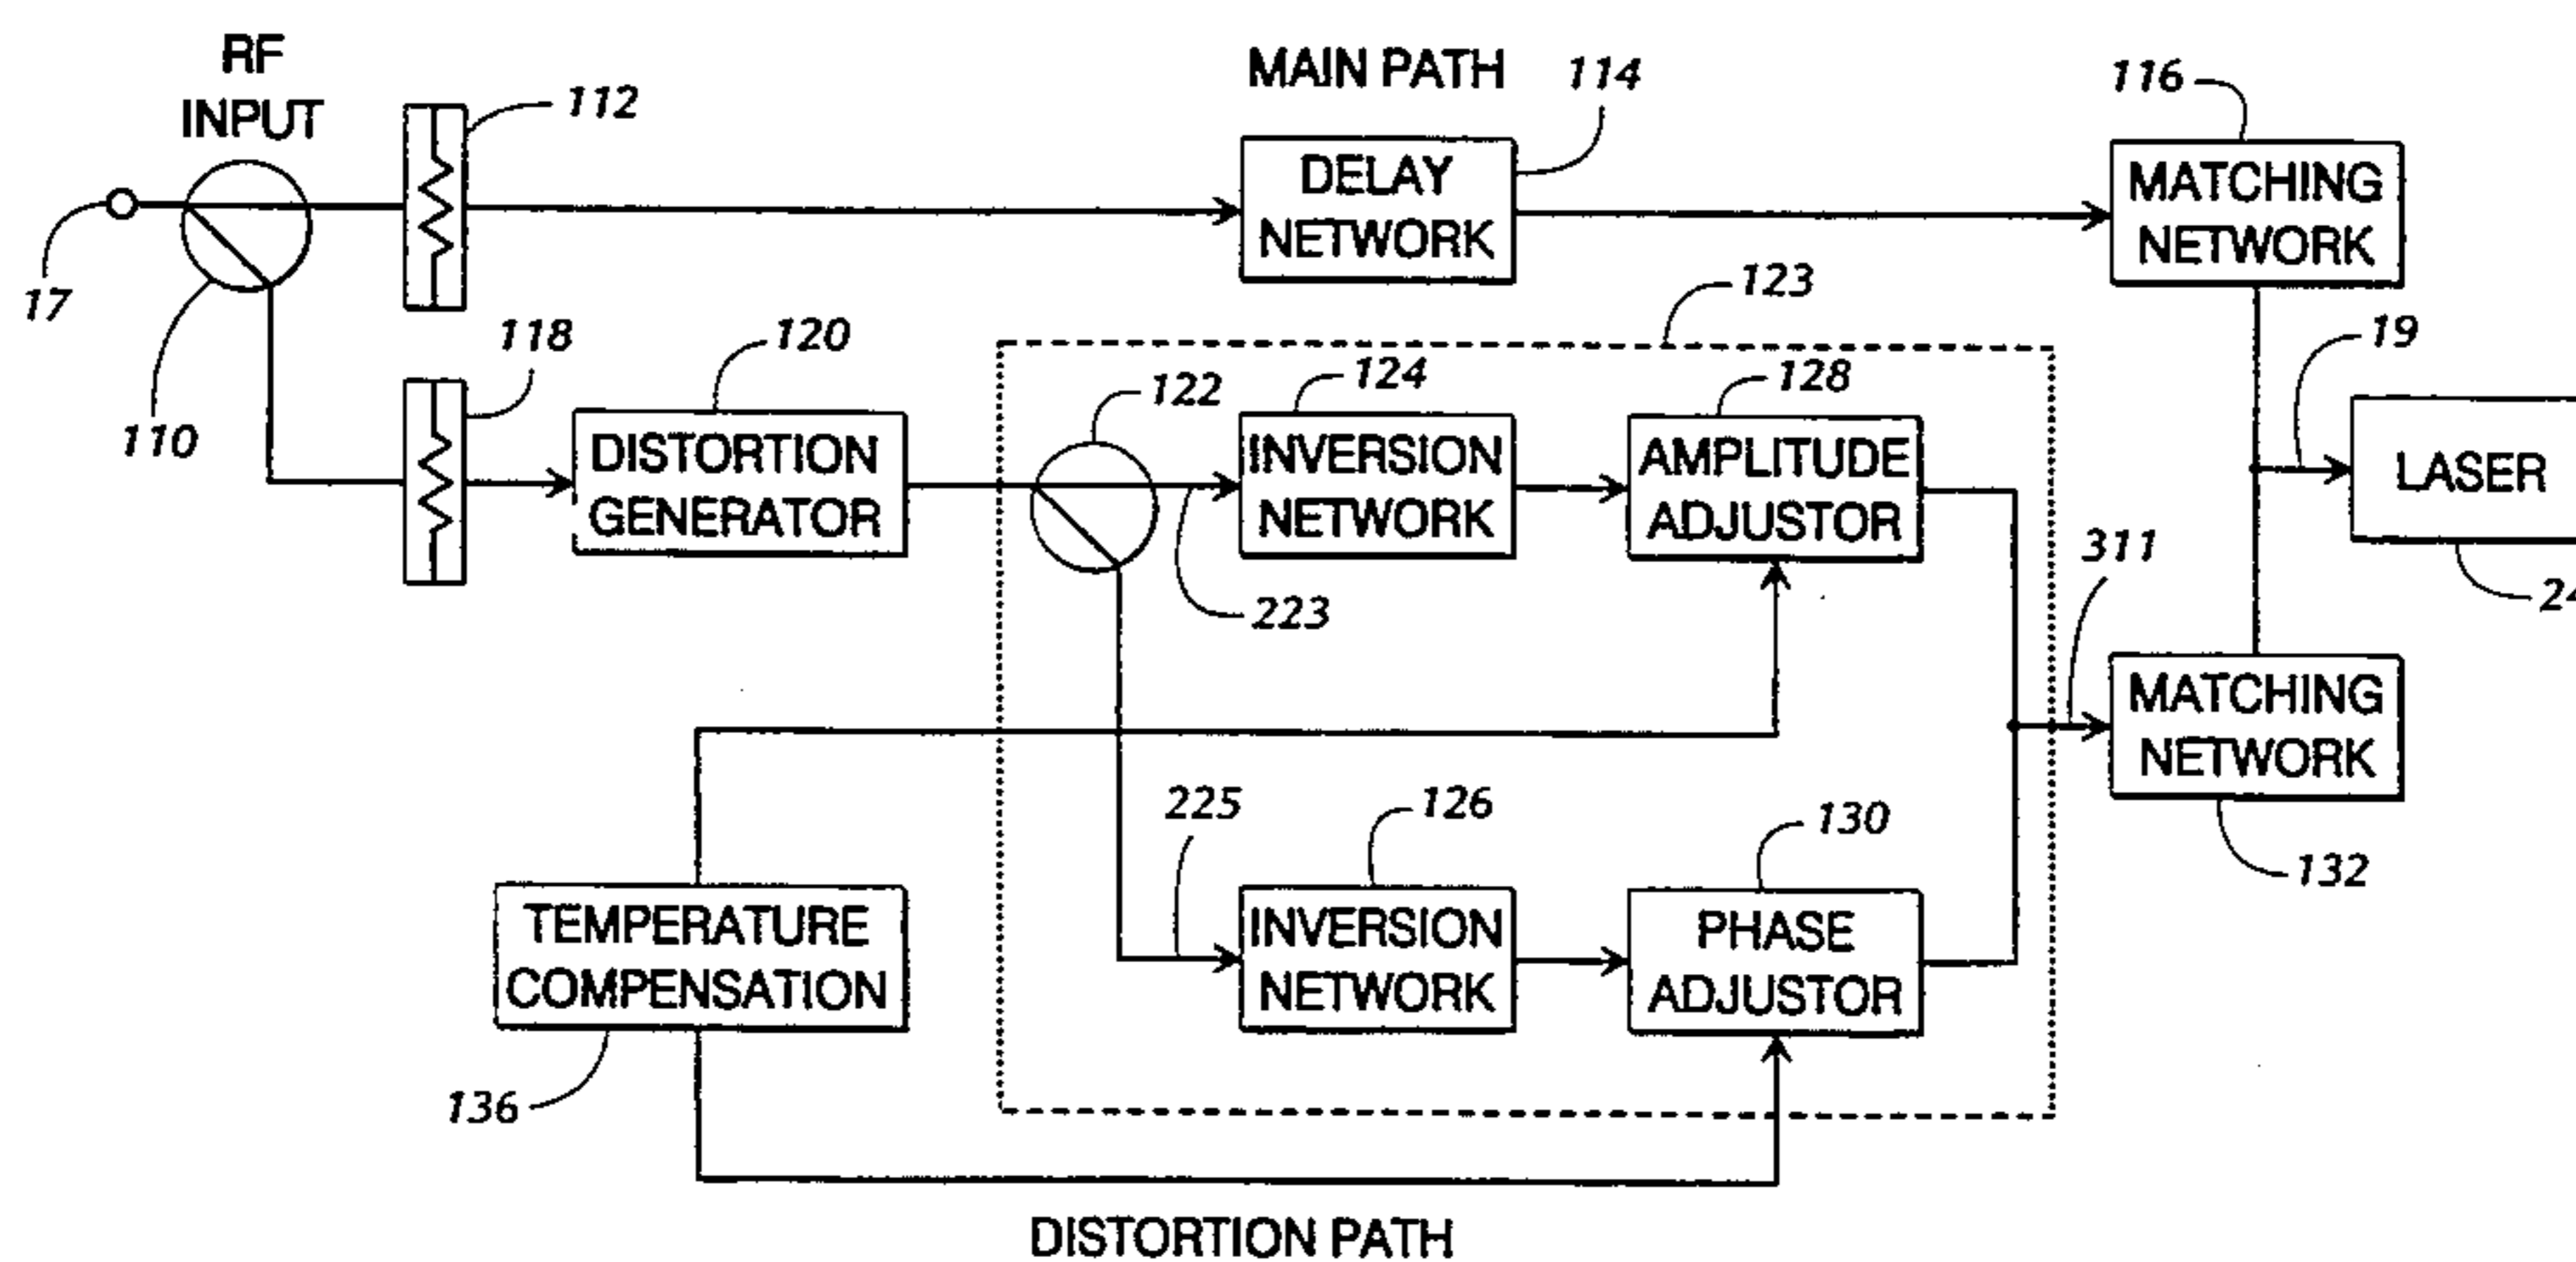 RF
INPUT
17
110
112
MAIN PATH
114
DELAY
NETWORK
116
MATCHING
NETWORK
118
120
DISTORTION
GENERATOR
123
122
223
124
INVERSION
NETWORK
128
AMPLITUDE
ADJUSTOR
19
LASER
24
311
225
126
INVERSION
NETWORK
130
PHASE
ADJUSTOR
MATCHING
NETWORK
132
TEMPERATURE
COMPENSATION
136
DISTORTION PATH